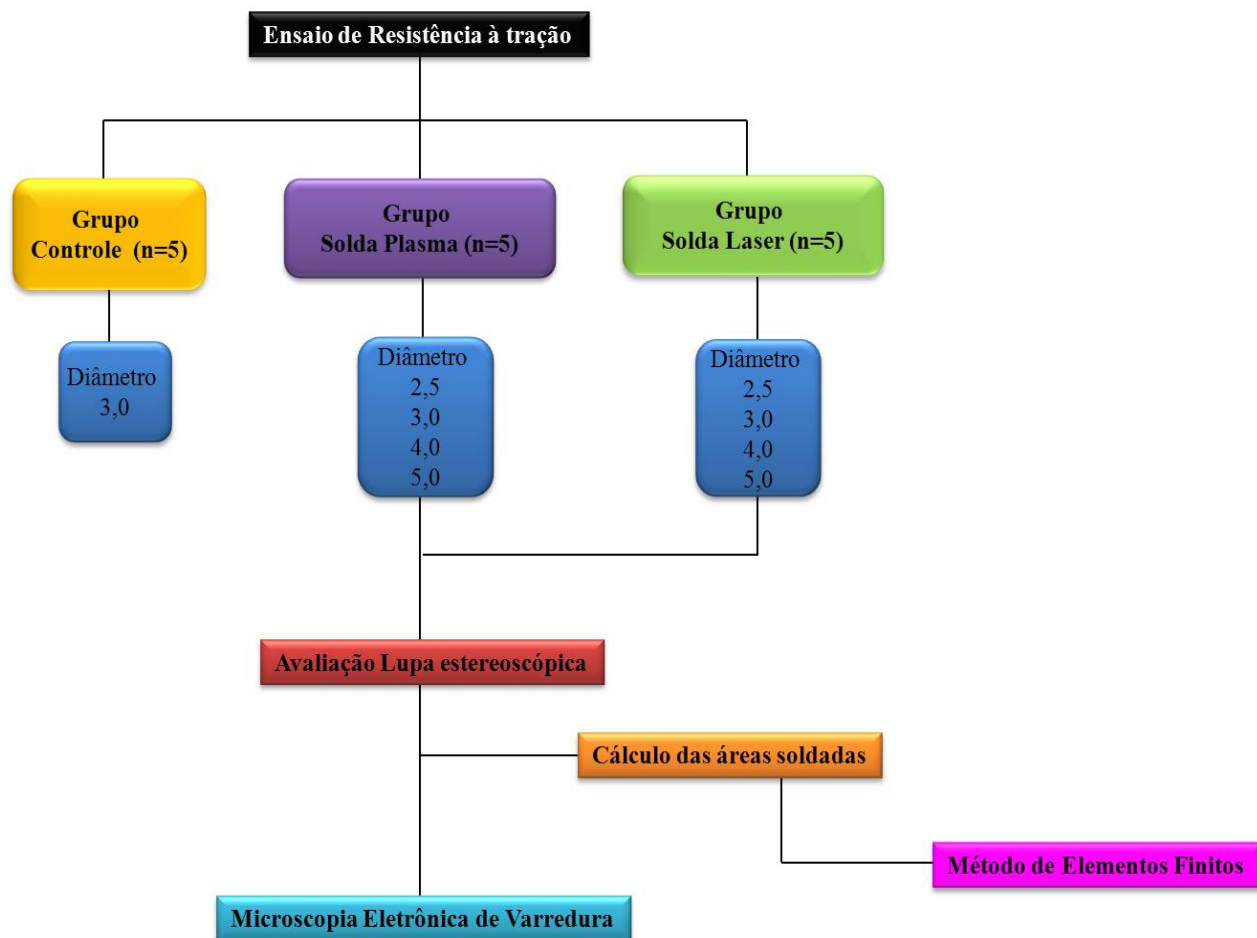 Ensaio de Resistência à tração
Grupo
Controle (n=5)
Grupo
Solda Plasma (n=5)
Grupo
Solda Laser (n=5)
Diâmetro
3,0
Diâmetro
2,5
3,0
4,0
5,0
Diâmetro
2,5
3,0
4,0
5,0
Avaliação Lupa estereoscópica
Cálculo das áreas soldadas
Método de Elementos Finitos
Microscopia Eletrônica de Varredura